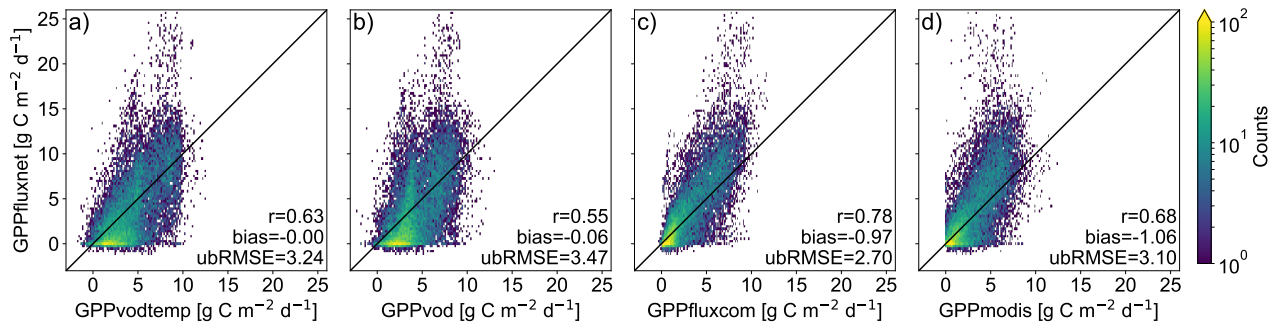 a)
b)
c)
d)
GPPfluxnet [g C m⁻² d⁻¹]
25
20
15
10
5
0
r=0.63
bias=-0.00
ubRMSE=3.24
r=0.55
bias=-0.06
ubRMSE=3.47
r=0.78
bias=-0.97
ubRMSE=2.70
r=0.68
bias=-1.06
ubRMSE=3.10
0 5 10 15 20 25
0 5 10 15 20 25
0 5 10 15 20 25
0 5 10 15 20 25
GPPvodtemp [g C m⁻² d⁻¹]
GPPvod [g C m⁻² d⁻¹]
GPPfluxcom [g C m⁻² d⁻¹]
GPPmodis [g C m⁻² d⁻¹]
10²
10¹
10⁰
Counts